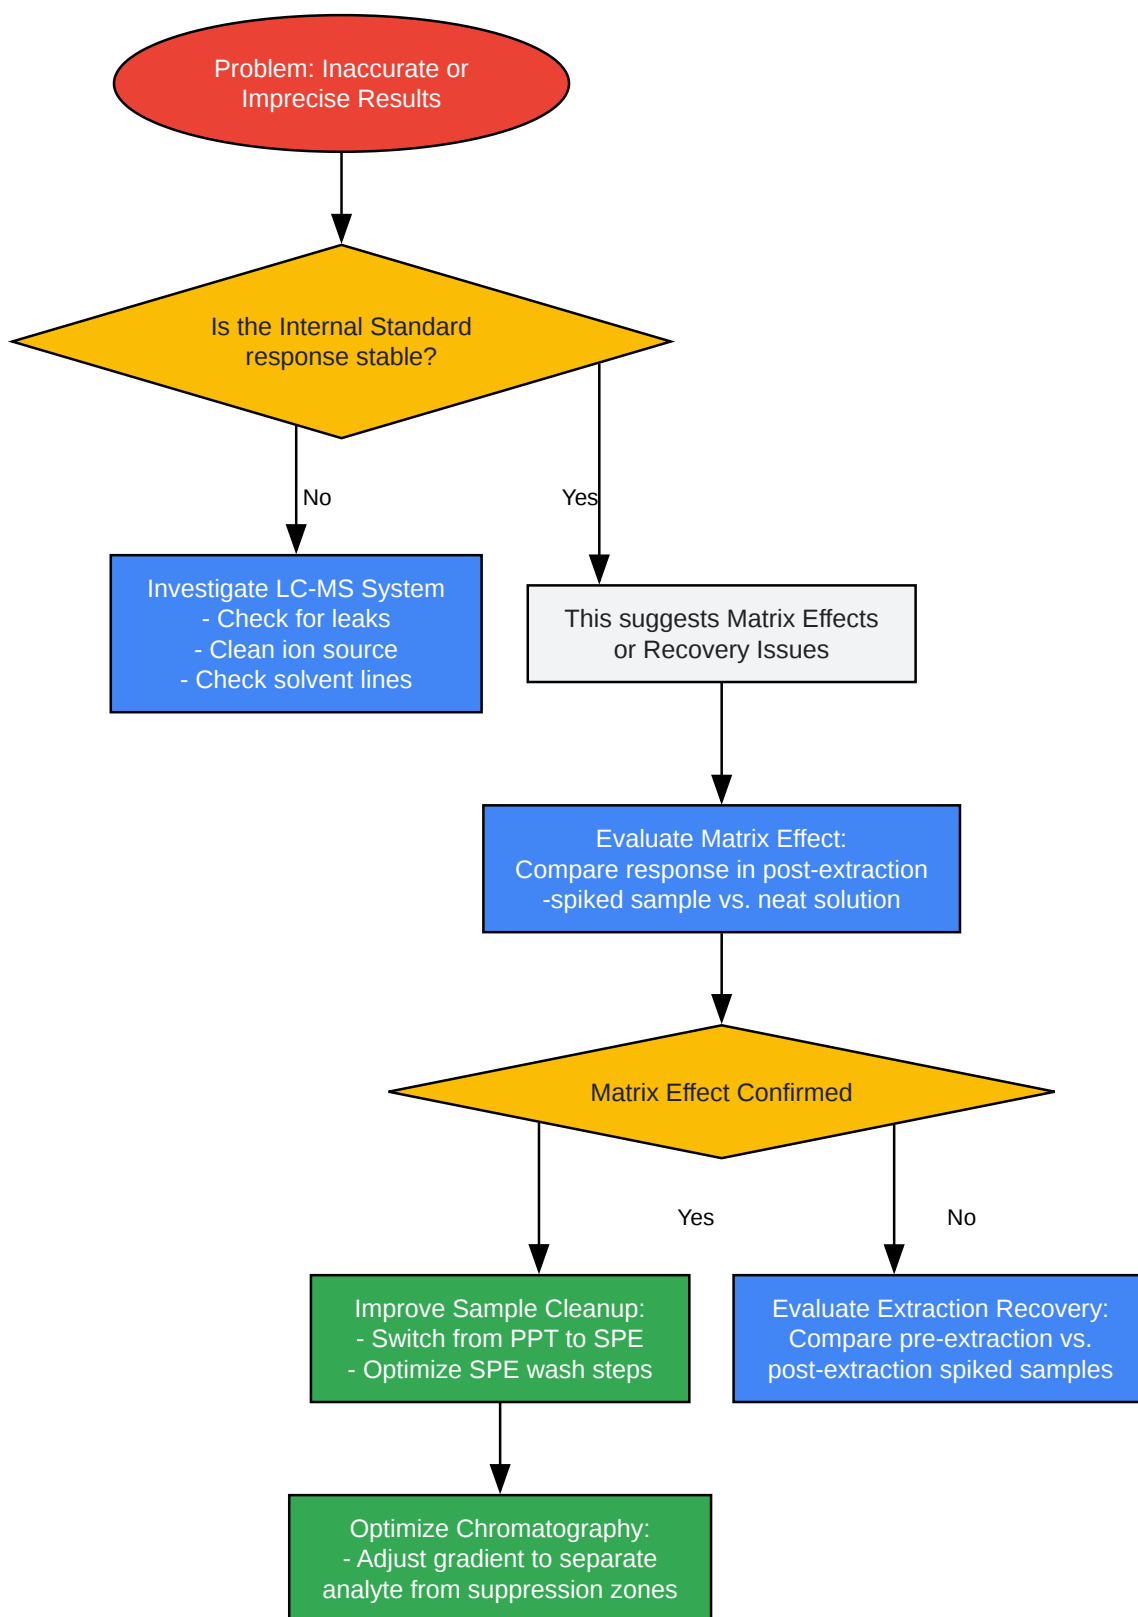 Problem: Inaccurate or
Imprecise Results
Is the Internal Standard
response stable?
No
Yes
Investigate LC-MS System
- Check for leaks
- Clean ion source
- Check solvent lines
This suggests Matrix Effects
or Recovery Issues
Evaluate Matrix Effect:
Compare response in post-extraction
-spiked sample vs. neat solution
Matrix Effect Confirmed
Yes
No
Improve Sample Cleanup:
- Switch from PPT to SPE
- Optimize SPE wash steps
Evaluate Extraction Recovery:
Compare pre-extraction vs.
post-extraction spiked samples
Optimize Chromatography:
- Adjust gradient to separate
analyte from suppression zones